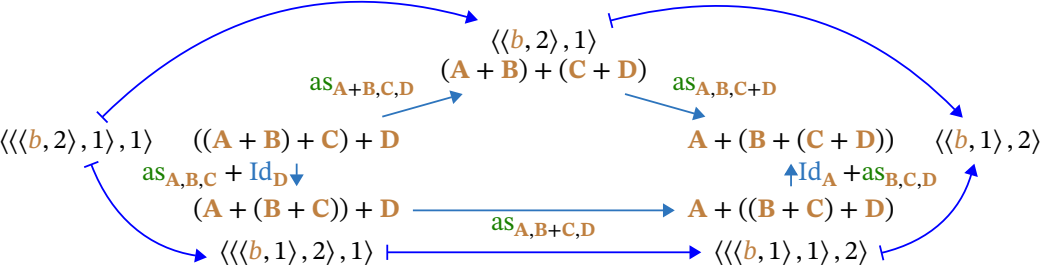 ⟨⟨b, 2⟩, 1⟩
(A + B) + (C + D)
as_{A+B,C,D}
as_{A,B,C+D}
⟨⟨⟨b, 2⟩, 1⟩, 1⟩ ((A + B) + C) + D A + (B + (C + D)) ⟨⟨b, 1⟩, 2⟩
as_{A,B,C} + Id_D Id_A + as_{B,C,D}
(A + (B + C)) + D A + ((B + C) + D)
as_{A,B+C,D}
⟨⟨⟨b, 1⟩, 2⟩, 1⟩ ⟨⟨⟨b, 1⟩, 1⟩, 2⟩